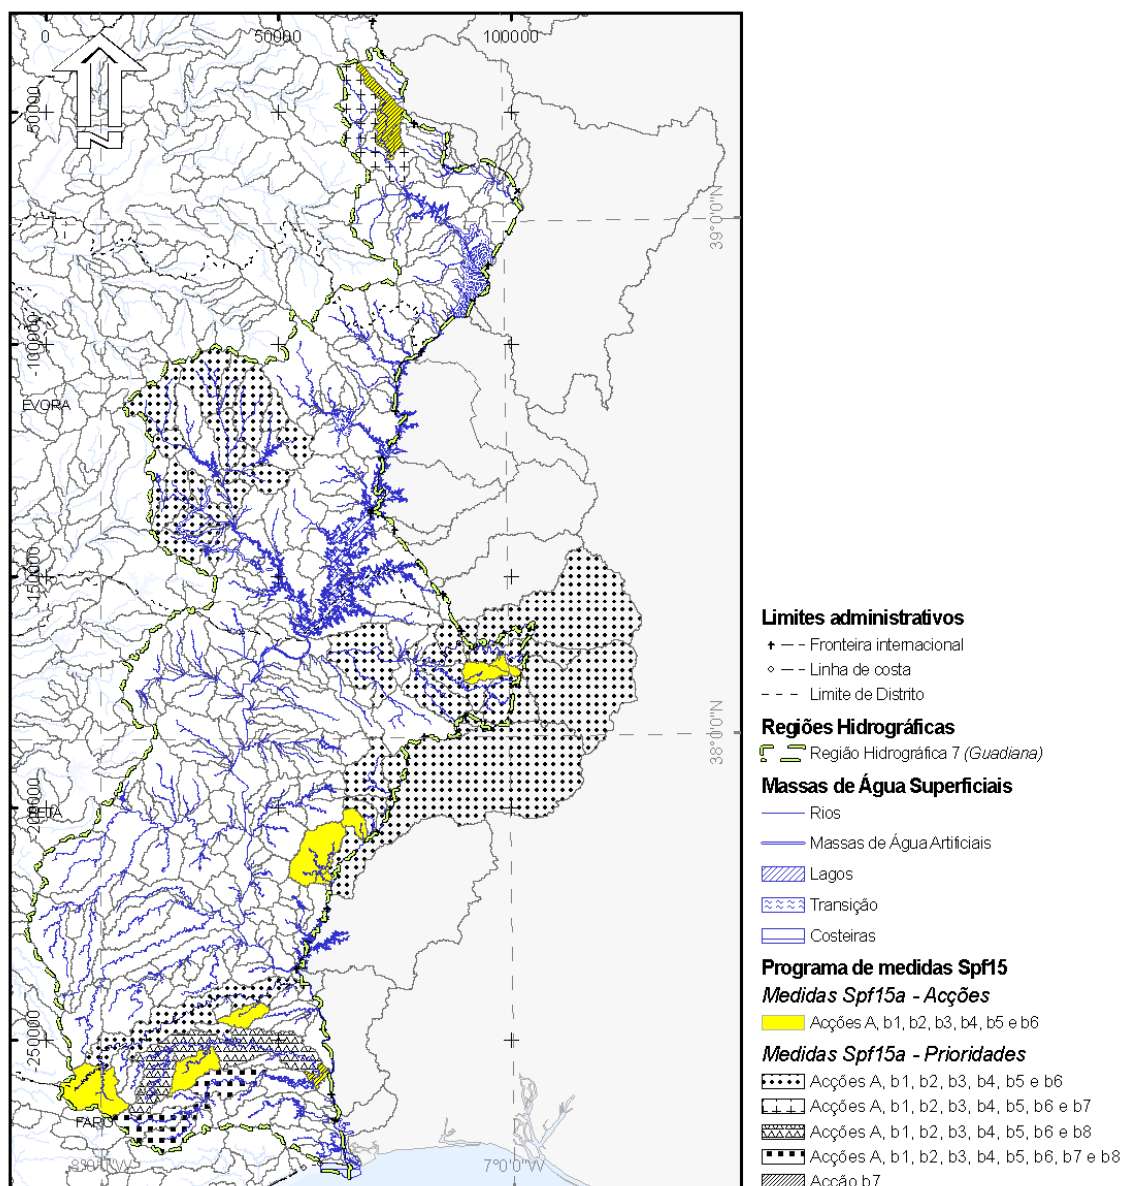 0
50000
100000
-50000
-100000
-150000
-200000
-250000
39°0'0"N
38°0'0"N
8°0'0"W
7°0'0"W
N
ÉVORA
FARO
Limites administrativos
Fronteira internacional
Linha de costa
Limite de Distrito
Regiões Hidrográficas
Região Hidrográfica 7 (Guadiana)
Massas de Água Superficiais
Rios
Massas de Água Artificiais
Lagos
Transição
Costeiras
Programa de medidas Spf15
Medidas Spf15a - Acções
Acções A, b1, b2, b3, b4, b5 e b6
Medidas Spf15a - Prioridades
Acções A, b1, b2, b3, b4, b5 e b6
Acções A, b1, b2, b3, b4, b5, b6 e b7
Acções A, b1, b2, b3, b4, b5, b6 e b8
Acções A, b1, b2, b3, b4, b5, b6, b7 e b8
Acção b7